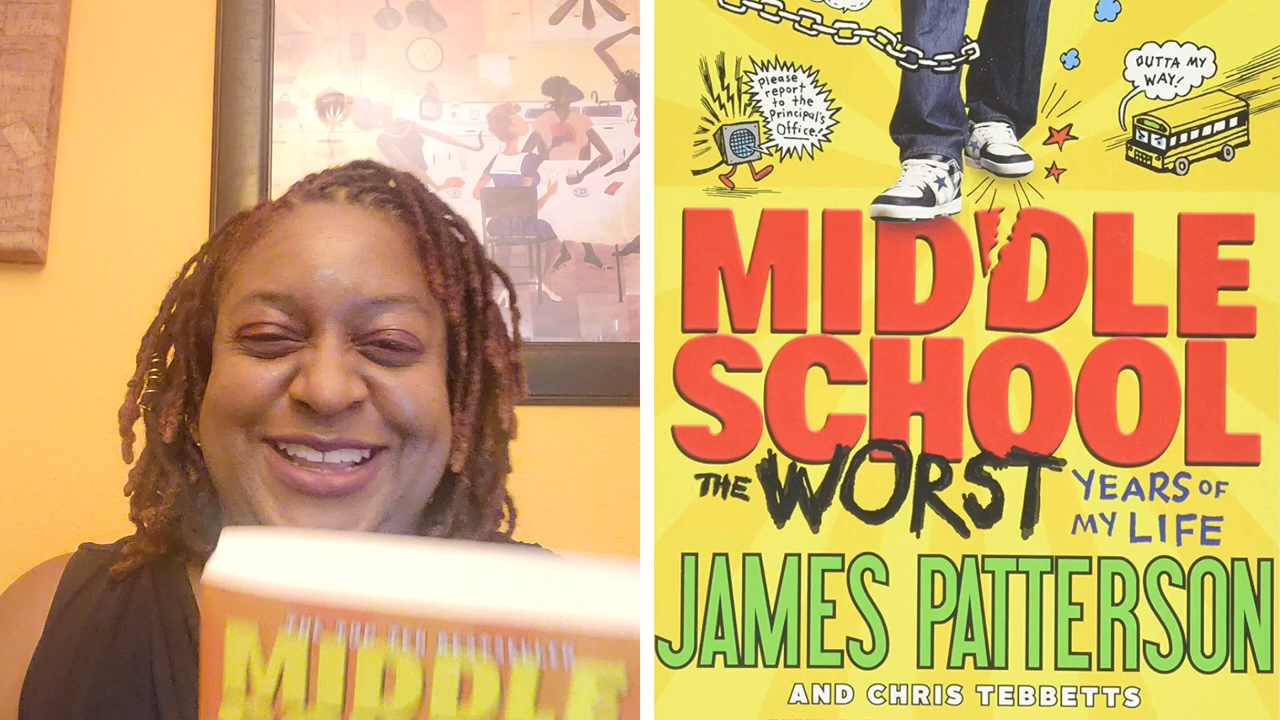 MIDDLE
Please
report
to the
Principal's
Office!
OUTTA MY
WAY!
MIDDLE
SCHOOL
THE WORST YEARS OF
MY LIFE
JAMES PATTERSON
AND CHRIS TEBBETTS